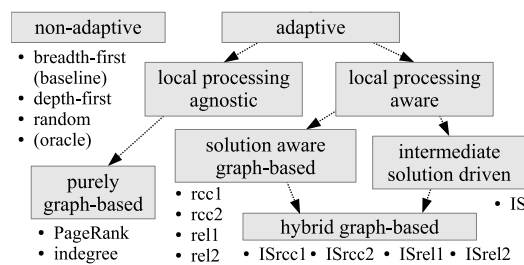 non-adaptive
• breadth-first
(baseline)
• depth-first
• random
• (oracle)
adaptive
local processing
agnostic
local processing
aware
purely
graph-based
• PageRank
• indegree
solution aware
graph-based
• rcc1
• rcc2
• rel1
• rel2
intermediate
solution driven
• IS
hybrid graph-based
• ISrcc1 • ISrcc2 • ISrel1 • ISrel2